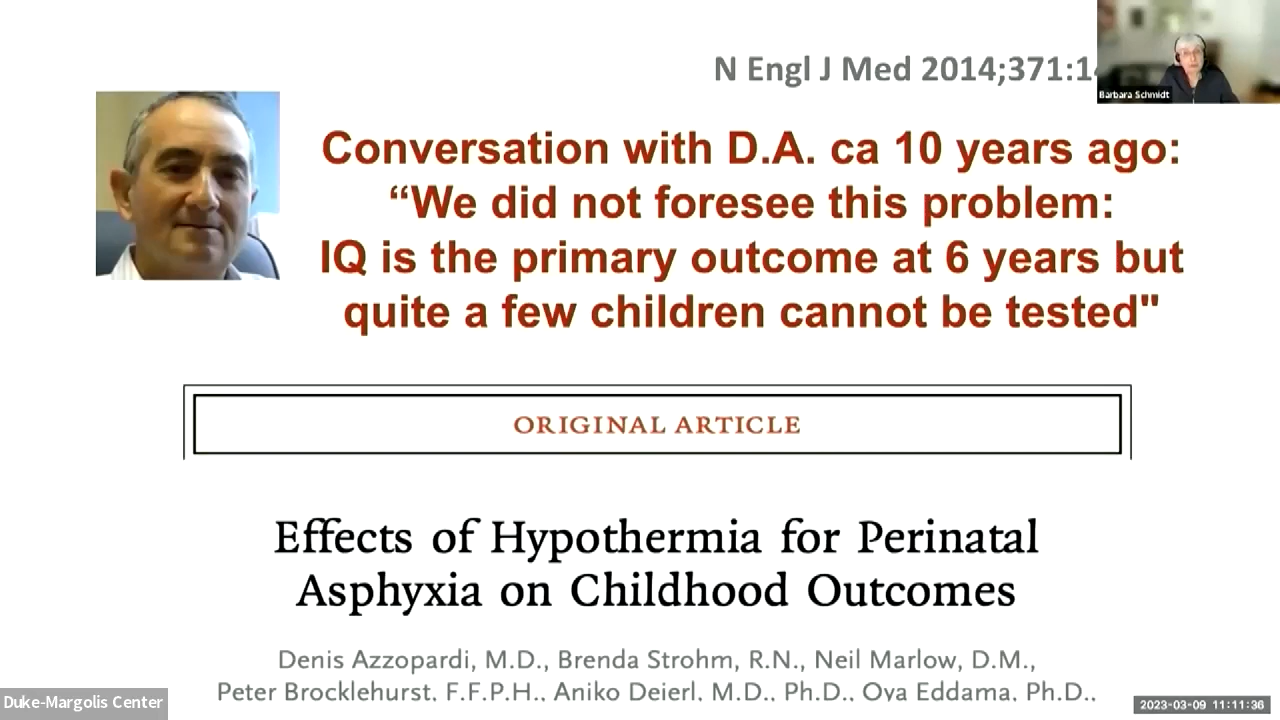 N Engl J Med 2014;371:14
Barbara Schmidt
Conversation with D.A. ca 10 years ago:
“We did not foresee this problem:
IQ is the primary outcome at 6 years but
quite a few children cannot be tested"
ORIGINAL ARTICLE
Effects of Hypothermia for Perinatal
Asphyxia on Childhood Outcomes
Denis Azzopardi, M.D., Brenda Strohm, R.N., Neil Marlow, D.M.,
Peter Brocklehurst, F.F.P.H., Aniko Deierl, M.D., Ph.D., Oya Eddama, Ph.D.,
Duke-Margolis Center
2023-03-09 11:11:36